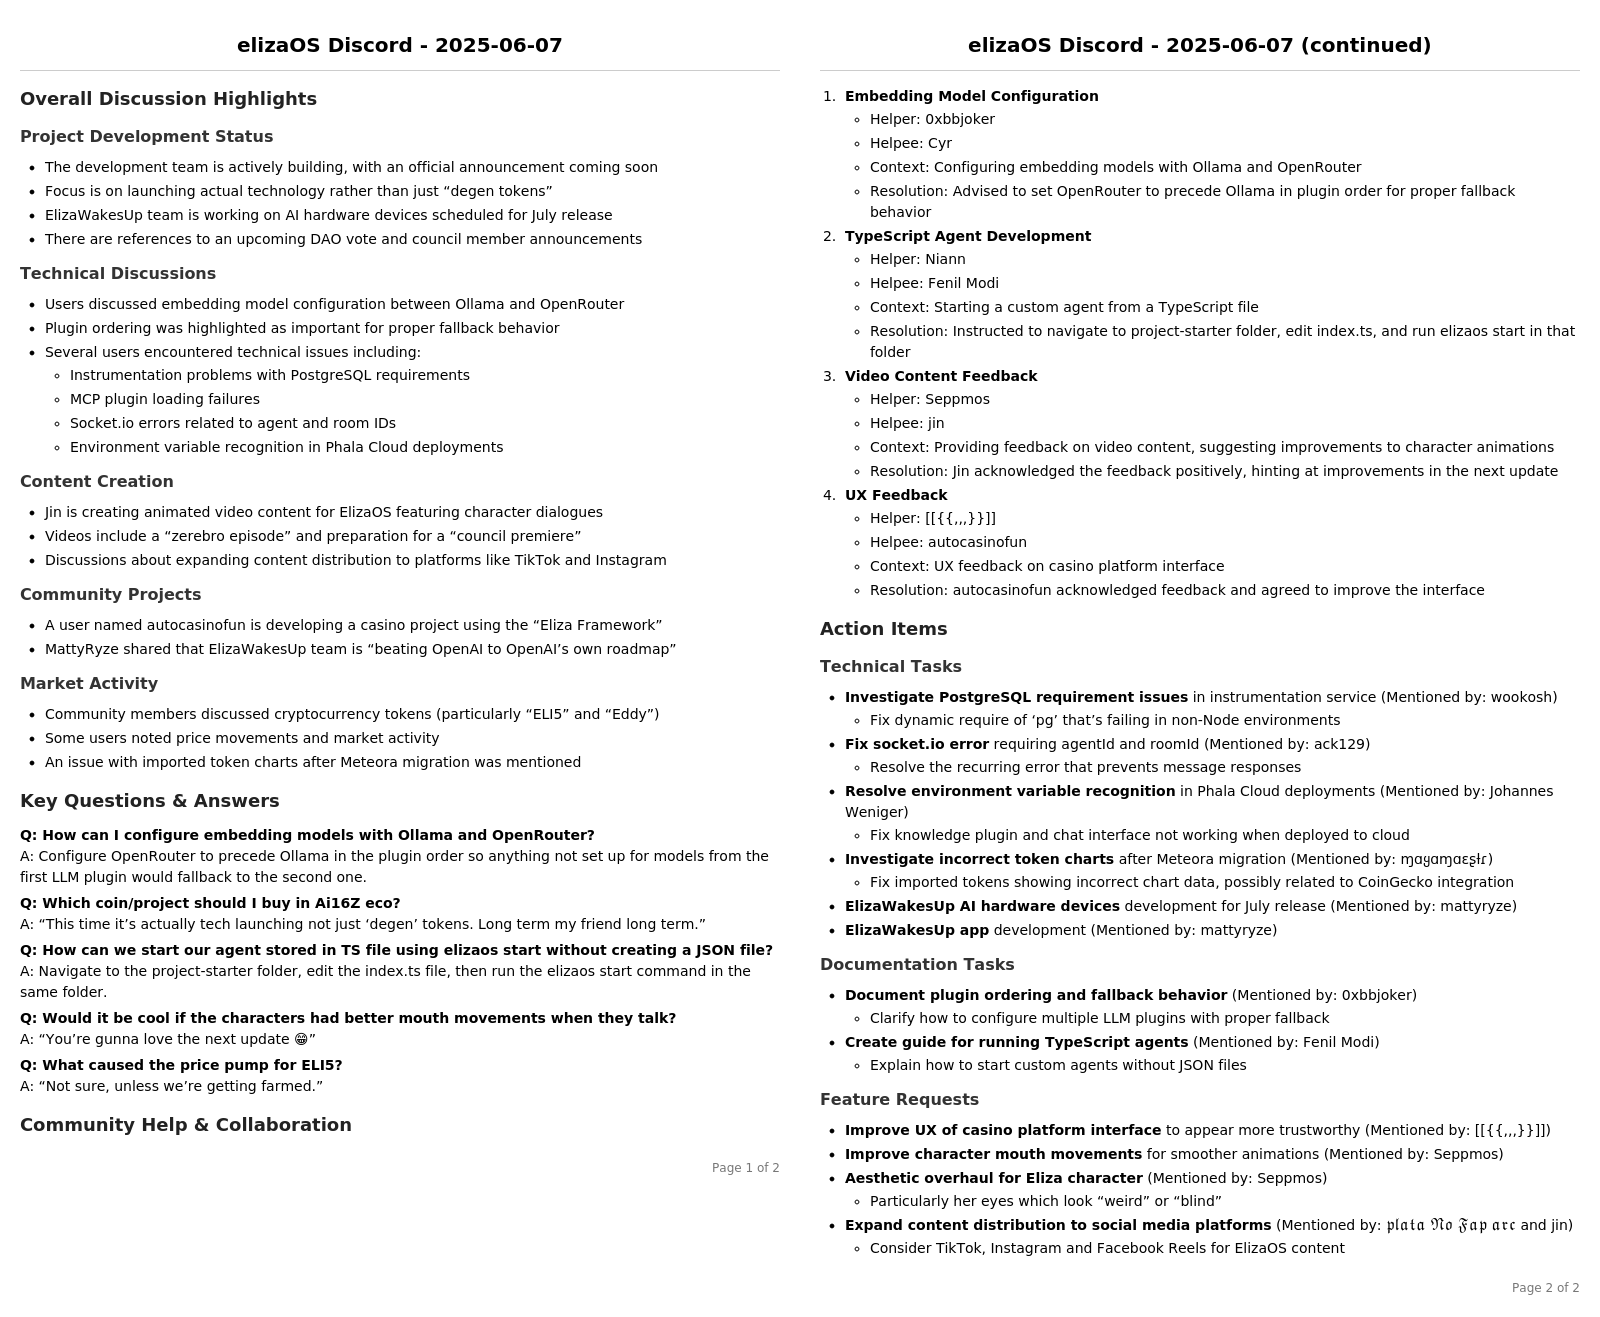 elizaOS Discord - 2025-06-07
Overall Discussion Highlights
Project Development Status
• The development team is actively building, with an official announcement coming soon
• Focus is on launching actual technology rather than just “degen tokens”
• ElizaWakesUp team is working on AI hardware devices scheduled for July release
• There are references to an upcoming DAO vote and council member announcements
Technical Discussions
• Users discussed embedding model configuration between Ollama and OpenRouter
• Plugin ordering was highlighted as important for proper fallback behavior
• Several users encountered technical issues including:
◦ Instrumentation problems with PostgreSQL requirements
◦ MCP plugin loading failures
◦ Socket.io errors related to agent and room IDs
◦ Environment variable recognition in Phala Cloud deployments
Content Creation
• Jin is creating animated video content for ElizaOS featuring character dialogues
• Videos include a “zerebro episode” and preparation for a “council premiere”
• Discussions about expanding content distribution to platforms like TikTok and Instagram
Community Projects
• A user named autocasinofun is developing a casino project using the “Eliza Framework”
• MattyRyze shared that ElizaWakesUp team is “beating OpenAI to OpenAI’s own roadmap”
Market Activity
• Community members discussed cryptocurrency tokens (particularly “ELI5” and “Eddy”)
• Some users noted price movements and market activity
• An issue with imported token charts after Meteora migration was mentioned
Key Questions & Answers
Q: How can I configure embedding models with Ollama and OpenRouter?
A: Configure OpenRouter to precede Ollama in the plugin order so anything not set up for models from the
first LLM plugin would fallback to the second one.
Q: Which coin/project should I buy in Ai16Z eco?
A: “This time it’s actually tech launching not just ‘degen’ tokens. Long term my friend long term.”
Q: How can we start our agent stored in TS file using elizaos start without creating a JSON file?
A: Navigate to the project-starter folder, edit the index.ts file, then run the elizaos start command in the
same folder.
Q: Would it be cool if the characters had better mouth movements when they talk?
A: “You’re gunna love the next update 😁”
Q: What caused the price pump for ELI5?
A: “Not sure, unless we’re getting farmed.”
Community Help & Collaboration
Page 1 of 2
elizaOS Discord - 2025-06-07 (continued)
1. Embedding Model Configuration
◦ Helper: 0xbbjoker
◦ Helpee: Cyr
◦ Context: Configuring embedding models with Ollama and OpenRouter
◦ Resolution: Advised to set OpenRouter to precede Ollama in plugin order for proper fallback
behavior
2. TypeScript Agent Development
◦ Helper: Niann
◦ Helpee: Fenil Modi
◦ Context: Starting a custom agent from a TypeScript file
◦ Resolution: Instructed to navigate to project-starter folder, edit index.ts, and run elizaos start in that
folder
3. Video Content Feedback
◦ Helper: Seppmos
◦ Helpee: jin
◦ Context: Providing feedback on video content, suggesting improvements to character animations
◦ Resolution: Jin acknowledged the feedback positively, hinting at improvements in the next update
4. UX Feedback
◦ Helper: [[{{,,,}}]]
◦ Helpee: autocasinofun
◦ Context: UX feedback on casino platform interface
◦ Resolution: autocasinofun acknowledged feedback and agreed to improve the interface
Action Items
Technical Tasks
• Investigate PostgreSQL requirement issues in instrumentation service (Mentioned by: wookosh)
◦ Fix dynamic require of ‘pg’ that’s failing in non-Node environments
• Fix socket.io error requiring agentId and roomId (Mentioned by: ack129)
◦ Resolve the recurring error that prevents message responses
• Resolve environment variable recognition in Phala Cloud deployments (Mentioned by: Johannes
Weniger)
◦ Fix knowledge plugin and chat interface not working when deployed to cloud
• Investigate incorrect token charts after Meteora migration (Mentioned by: ɱąყąɱąɛʂƚɾ)
◦ Fix imported tokens showing incorrect chart data, possibly related to CoinGecko integration
• ElizaWakesUp AI hardware devices development for July release (Mentioned by: mattyryze)
• ElizaWakesUp app development (Mentioned by: mattyryze)
Documentation Tasks
• Document plugin ordering and fallback behavior (Mentioned by: 0xbbjoker)
◦ Clarify how to configure multiple LLM plugins with proper fallback
• Create guide for running TypeScript agents (Mentioned by: Fenil Modi)
◦ Explain how to start custom agents without JSON files
Feature Requests
• Improve UX of casino platform interface to appear more trustworthy (Mentioned by: [[{{,,,}}]])
• Improve character mouth movements for smoother animations (Mentioned by: Seppmos)
• Aesthetic overhaul for Eliza character (Mentioned by: Seppmos)
◦ Particularly her eyes which look “weird” or “blind”
• Expand content distribution to social media platforms (Mentioned by: 𝔭𝔩𝔞𝔱𝔞 𝔑𝔬 𝔉𝔞𝔭 𝔞𝔯𝔠 and jin)
◦ Consider TikTok, Instagram and Facebook Reels for ElizaOS content
Page 2 of 2